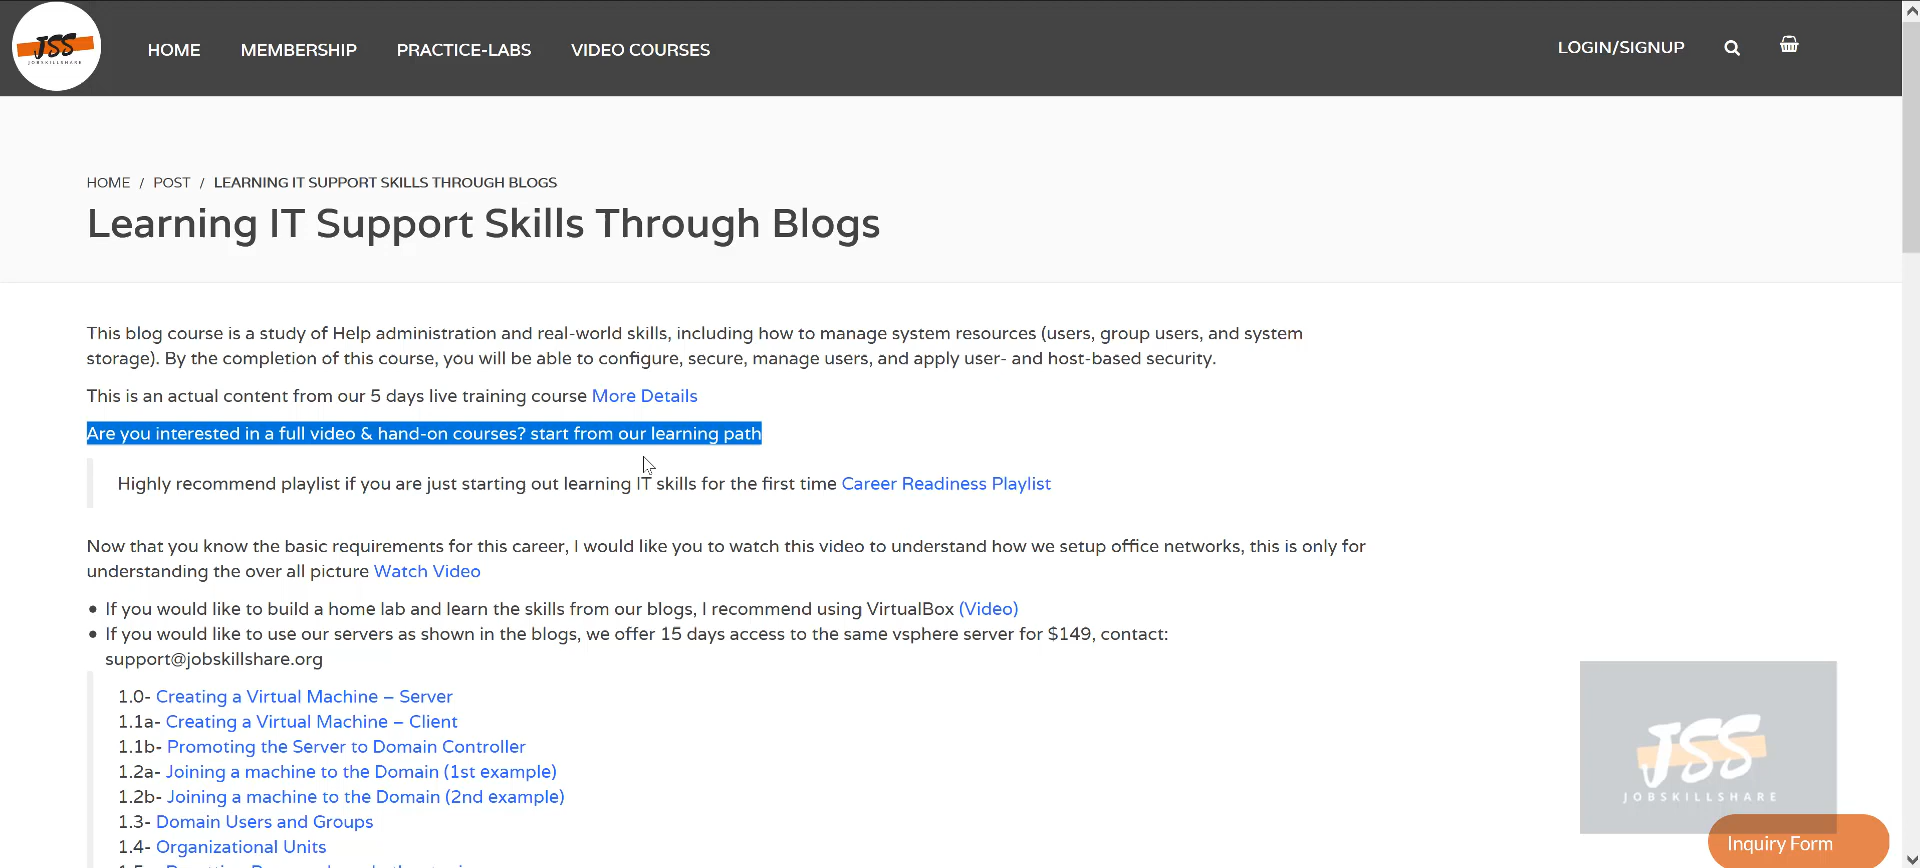 JSS
JOBSKILLSHARE
HOME
MEMBERSHIP
PRACTICE-LABS
VIDEO COURSES
LOGIN/SIGNUP
HOME / POST / LEARNING IT SUPPORT SKILLS THROUGH BLOGS
Learning IT Support Skills Through Blogs
This blog course is a study of Help administration and real-world skills, including how to manage system resources (users, group users, and system
storage). By the completion of this course, you will be able to configure, secure, manage users, and apply user- and host-based security.
This is an actual content from our 5 days live training course More Details
Are you interested in a full video & hand-on courses? start from our learning path
Highly recommend playlist if you are just starting out learning IT skills for the first time Career Readiness Playlist
Now that you know the basic requirements for this career, I would like you to watch this video to understand how we setup office networks, this is only for
understanding the over all picture Watch Video
● If you would like to build a home lab and learn the skills from our blogs, I recommend using VirtualBox (Video)
● If you would like to use our servers as shown in the blogs, we offer 15 days access to the same vsphere server for $149, contact:
support@jobskillshare.org
1.0- Creating a Virtual Machine – Server
1.1a- Creating a Virtual Machine – Client
1.1b- Promoting the Server to Domain Controller
1.2a- Joining a machine to the Domain (1st example)
1.2b- Joining a machine to the Domain (2nd example)
1.3- Domain Users and Groups
1.4- Organizational Units
JSS
JOBSKILLSHARE
Inquiry Form